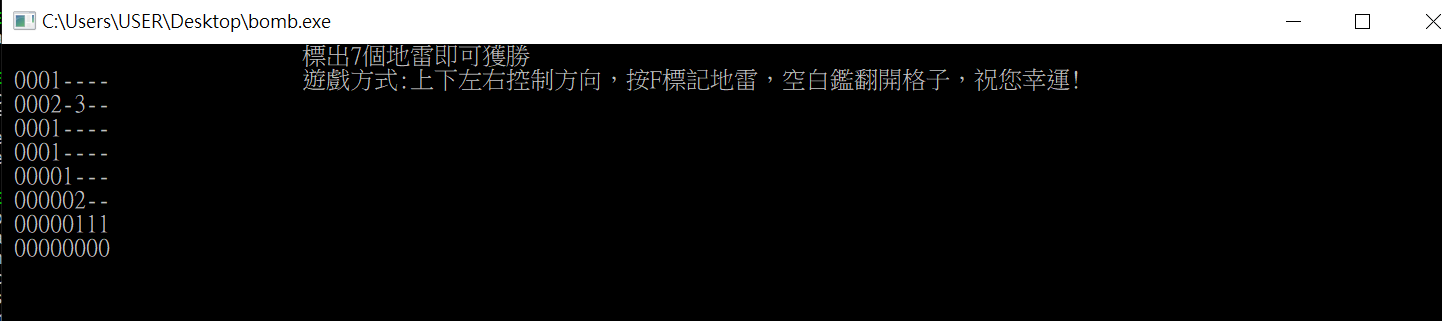 C:\Users\USER\Desktop\bomb.exe
標出7個地雷即可獲勝
0001---- 遊戲方式:上下左右控制方向，按F標記地雷，空白鑑翻開格子，祝您幸運!
0002-3--
0001----
0001----
00001---
000002--
00000111
00000000